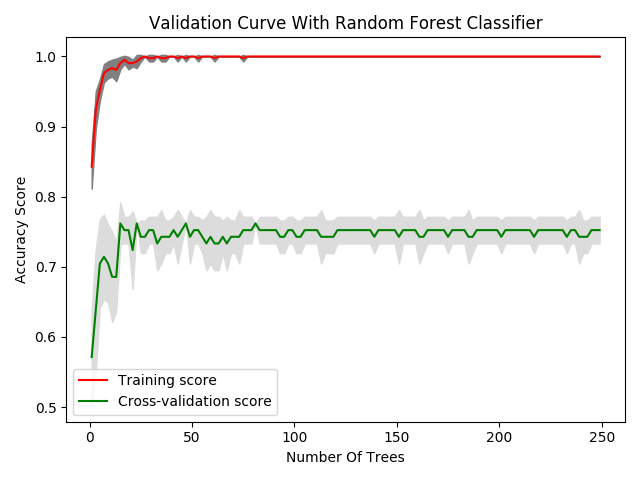 Validation Curve With Random Forest Classifier
Accuracy Score
1.0
0.9
0.8
0.7
0.6
0.5
Training score
Cross-validation score
0 50 100 150 200 250
Number Of Trees